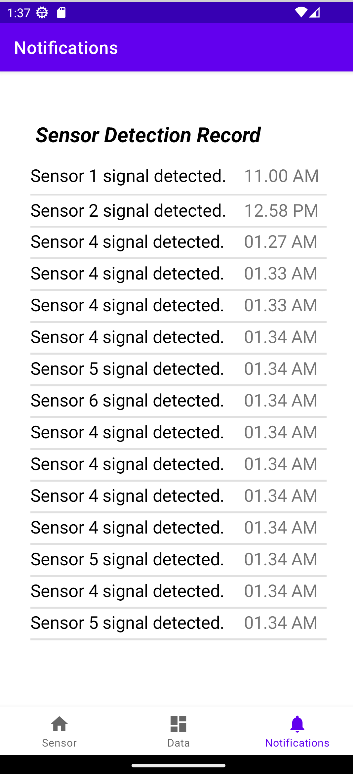 1:37
Notifications
Sensor Detection Record
Sensor 1 signal detected. 11.00 AM
Sensor 2 signal detected. 12.58 PM
Sensor 4 signal detected. 01.27 AM
Sensor 4 signal detected. 01.33 AM
Sensor 4 signal detected. 01.33 AM
Sensor 4 signal detected. 01.34 AM
Sensor 5 signal detected. 01.34 AM
Sensor 6 signal detected. 01.34 AM
Sensor 4 signal detected. 01.34 AM
Sensor 4 signal detected. 01.34 AM
Sensor 4 signal detected. 01.34 AM
Sensor 4 signal detected. 01.34 AM
Sensor 5 signal detected. 01.34 AM
Sensor 4 signal detected. 01.34 AM
Sensor 5 signal detected. 01.34 AM
Sensor Data Notifications